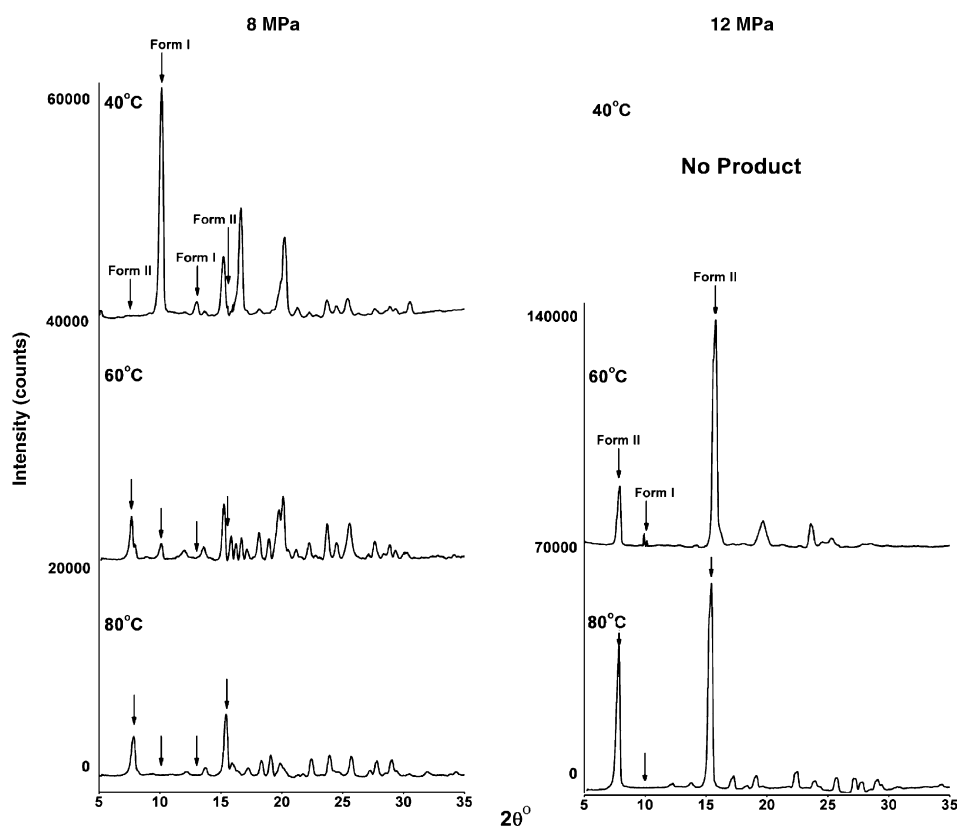 8 MPa
12 MPa
Form I
60000
40°C
40°C
No Product
Form II
Form I
Form II
Form II
40000
140000
Intensity (counts)
60°C
60°C
Form II
Form I
20000
70000
80°C
80°C
0
0
5 10 15 20 25 30 35
5 10 15 20 25 30 35
2θ°